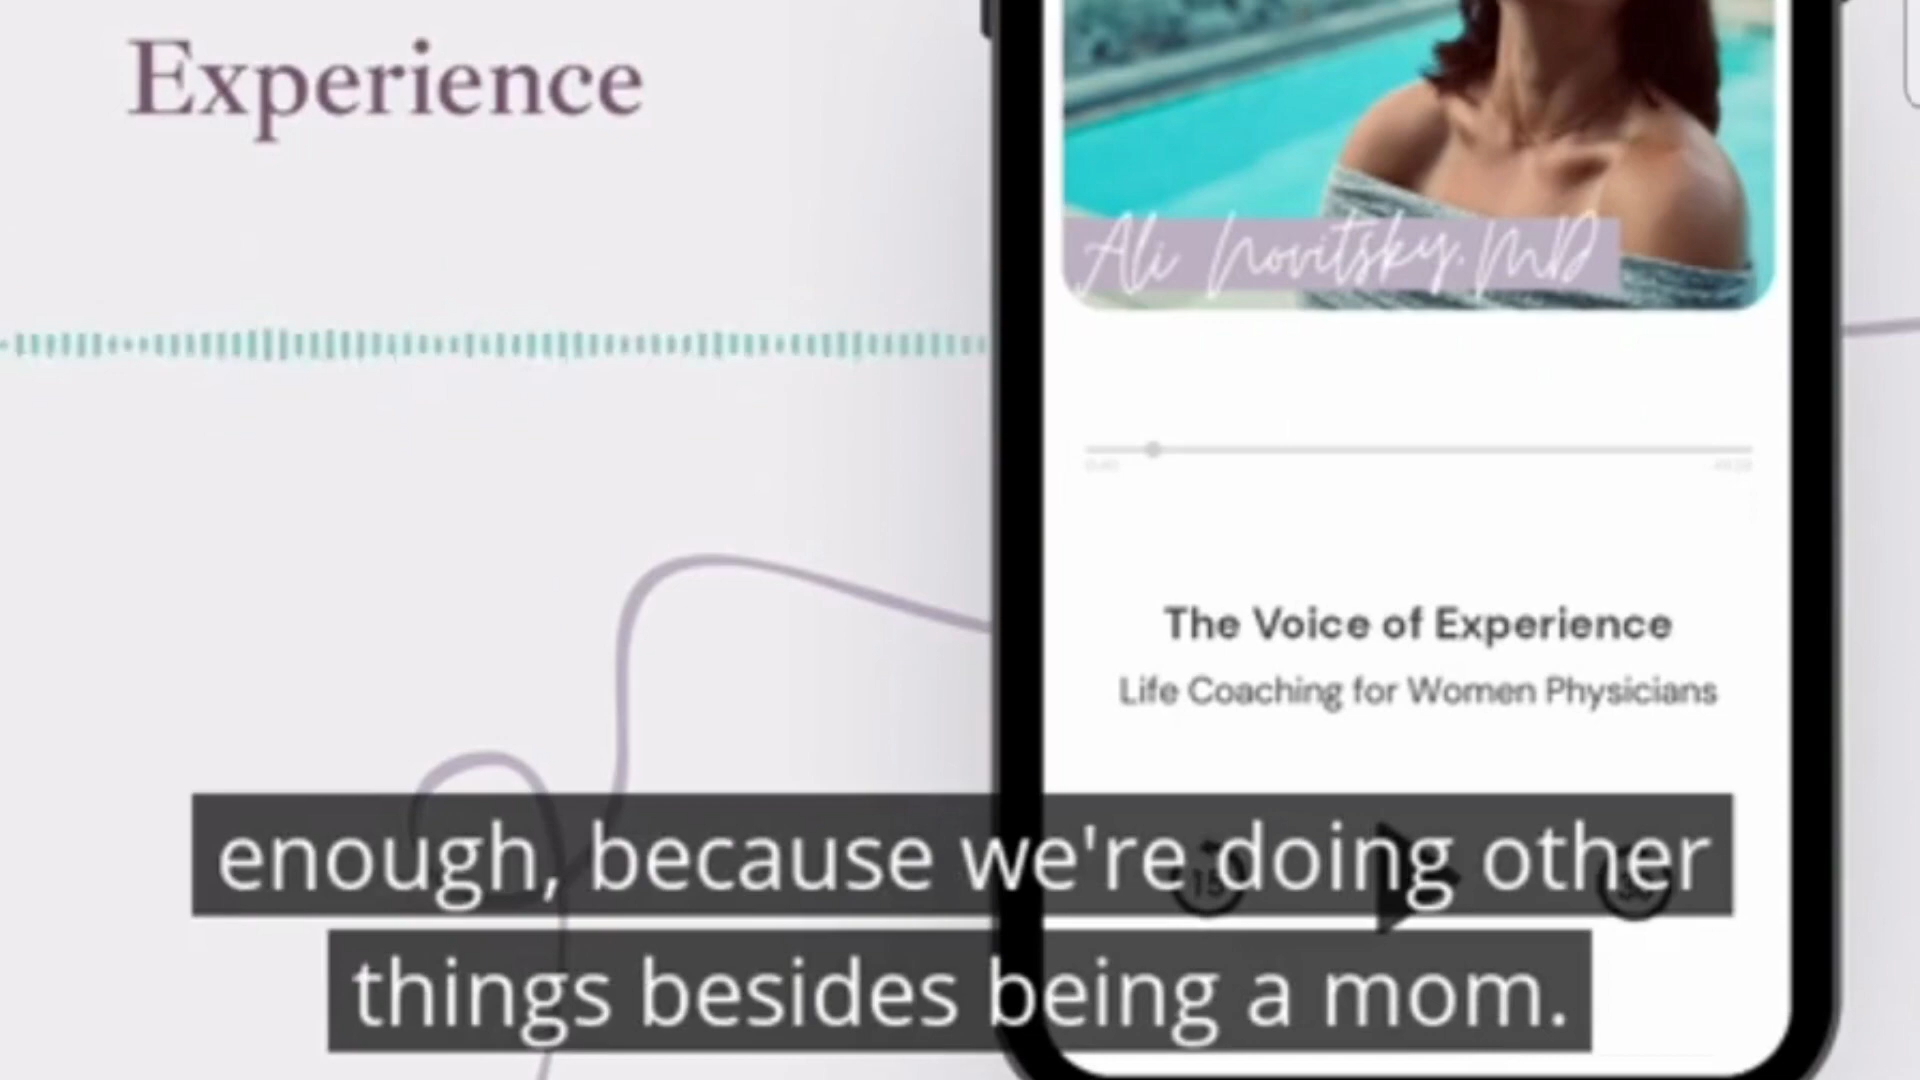 Experience
Ali Novitsky, MD
The Voice of Experience
Life Coaching for Women Physicians
15
enough, because we're doing other
things besides being a mom.